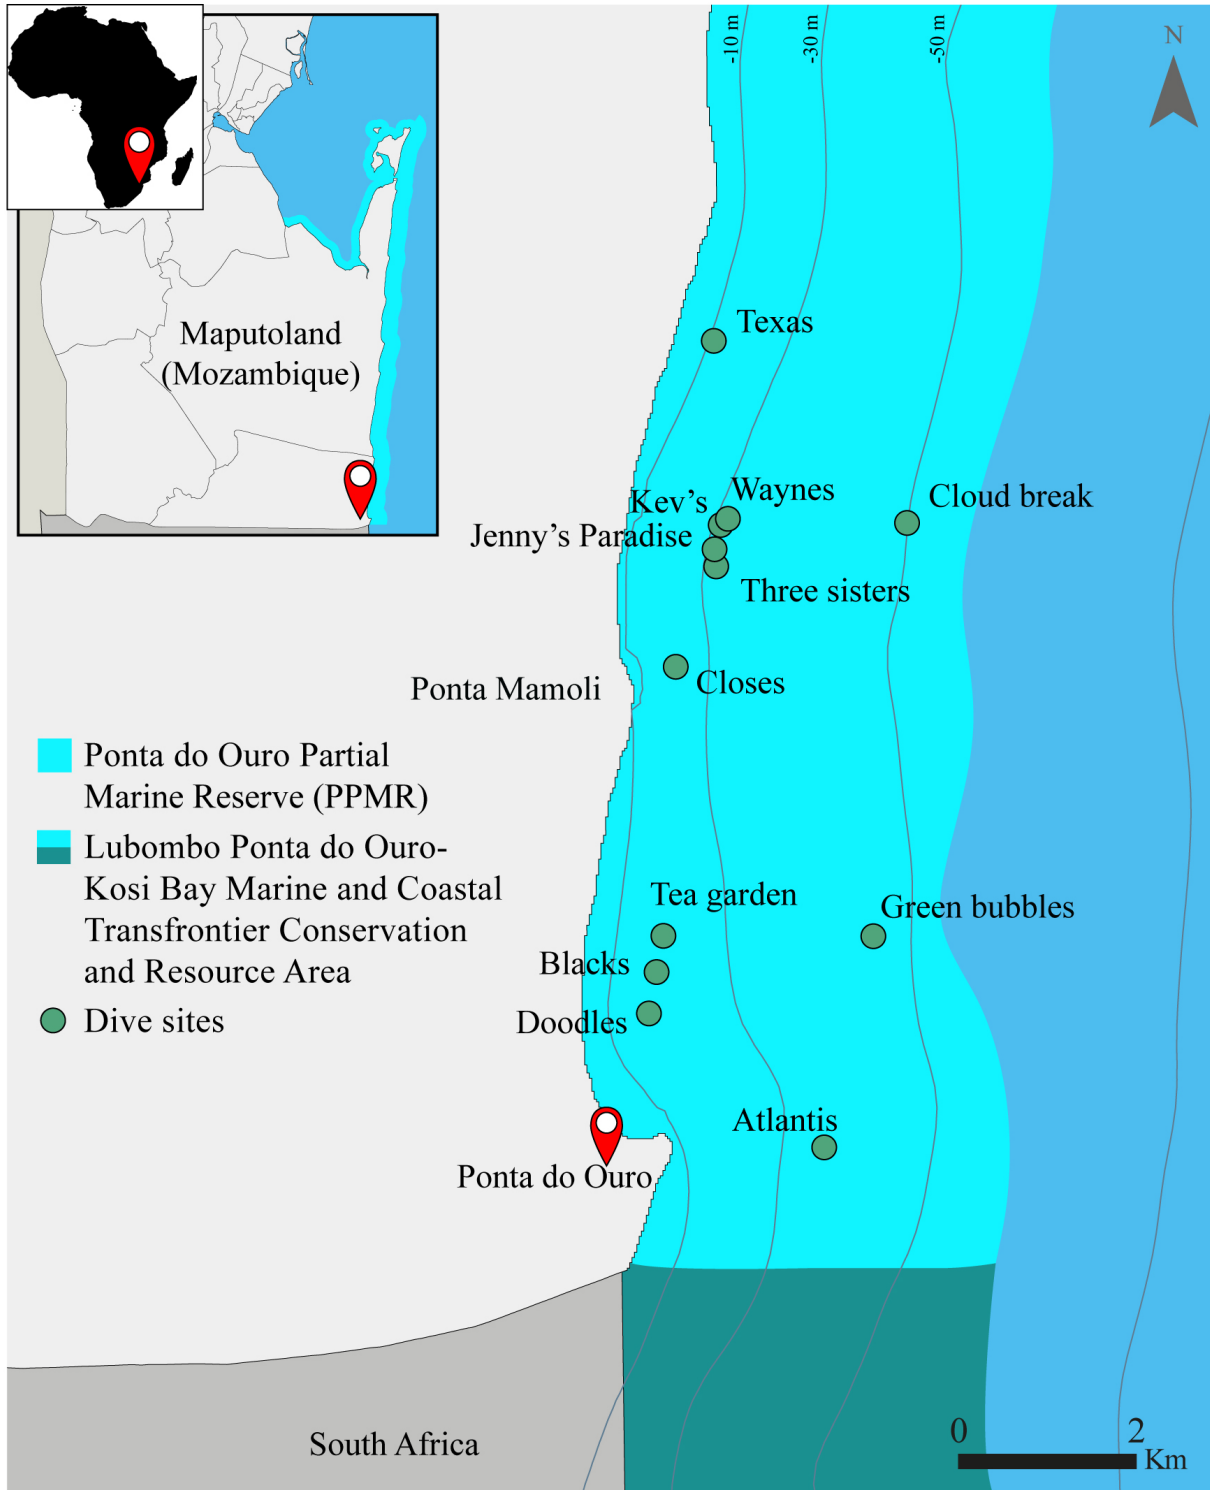 -10 m
-30 m
-50 m
N
Maputoland
(Mozambique)
Texas
Waynes
Kev's
Cloud break
Jenny's Paradise
Three sisters
Closes
Ponta Mamoli
Ponta do Ouro Partial
Marine Reserve (PPMR)
Lubombo Ponta do Ouro-
Kosi Bay Marine and Coastal
Transfrontier Conservation
and Resource Area
Dive sites
Tea garden
Green bubbles
Blacks
Doodles
Atlantis
Ponta do Ouro
South Africa
0 2
Km